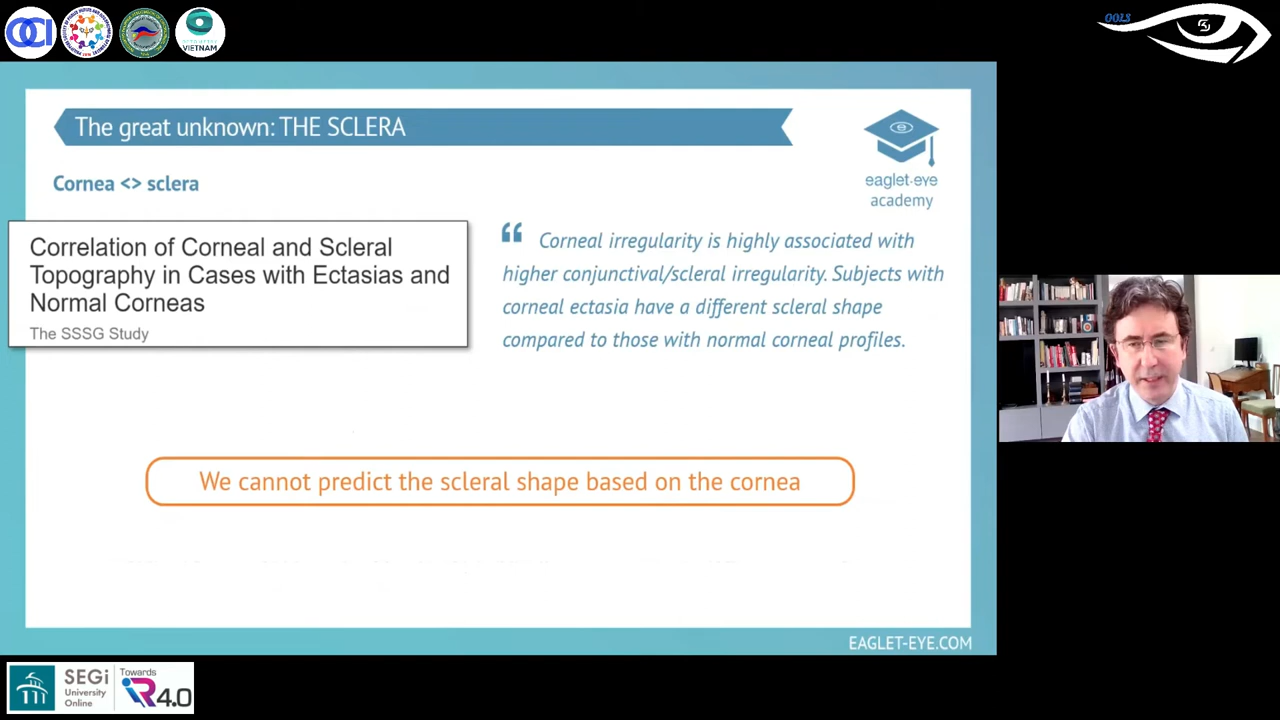 OCI
VIETNAM
OOLS
The great unknown: THE SCLERA
eaglet-eye
academy
Cornea <> sclera
Correlation of Corneal and Scleral
Topography in Cases with Ectasias and
Normal Corneas
The SSSG Study
“ Corneal irregularity is highly associated with
higher conjunctival/scleral irregularity. Subjects with
corneal ectasia have a different scleral shape
compared to those with normal corneal profiles.
We cannot predict the scleral shape based on the cornea
EAGLET-EYE.COM
SEGi
University
Online
Towards
iR4.0